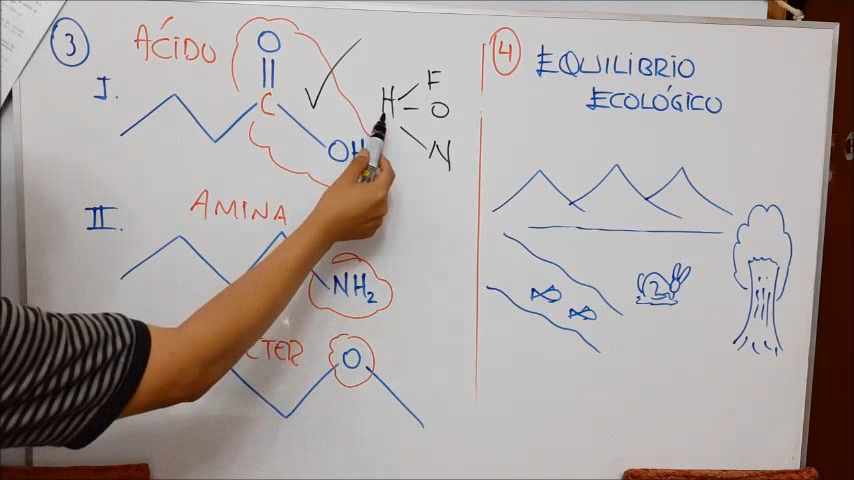 3
ÁCIDO
I.
O
C
OH
H
F
O
N
II.
AMINA
NH2
O
4
EQUILIBRIO
ECOLÓGICO